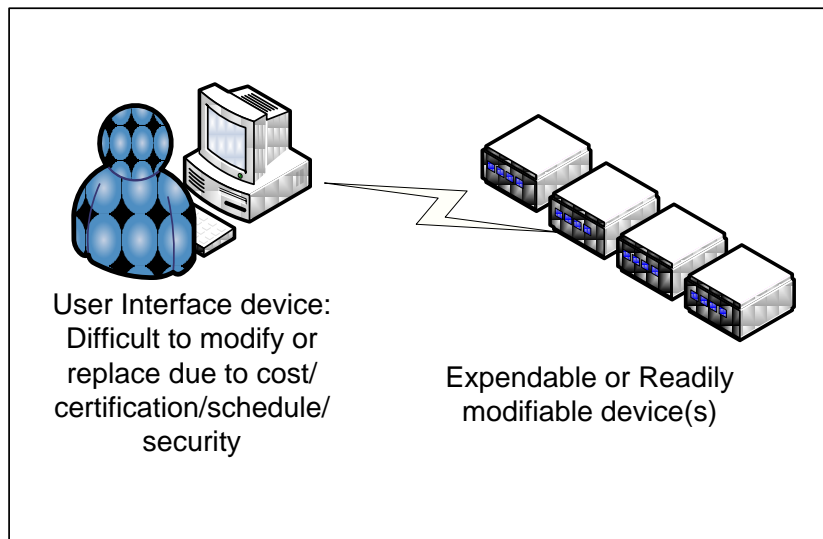 User Interface device:
Difficult to modify or
replace due to cost/
certification/schedule/
security
Expendable or Readily
modifiable device(s)